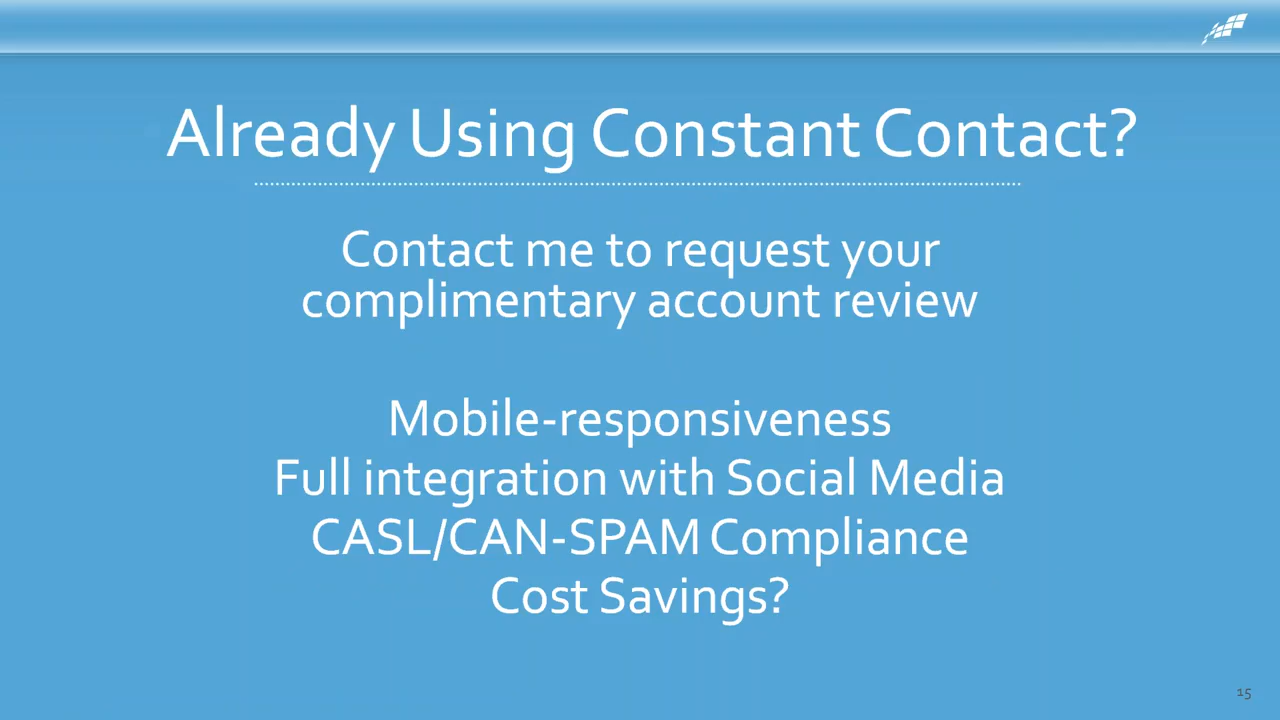 Already Using Constant Contact?
Contact me to request your
complimentary account review
Mobile-responsiveness
Full integration with Social Media
CASL/CAN-SPAM Compliance
Cost Savings?
15